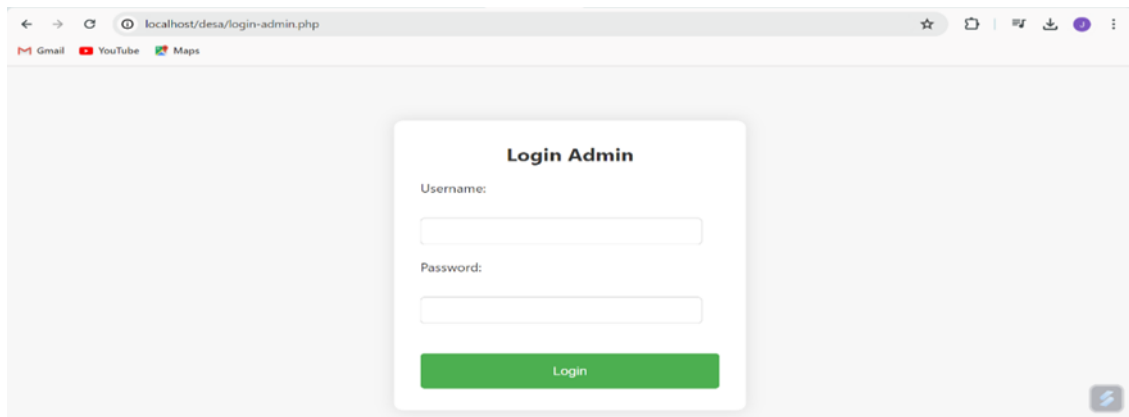 localhost/desa/login-admin.php
J
Gmail YouTube Maps
Login Admin
Username:
Password:
Login